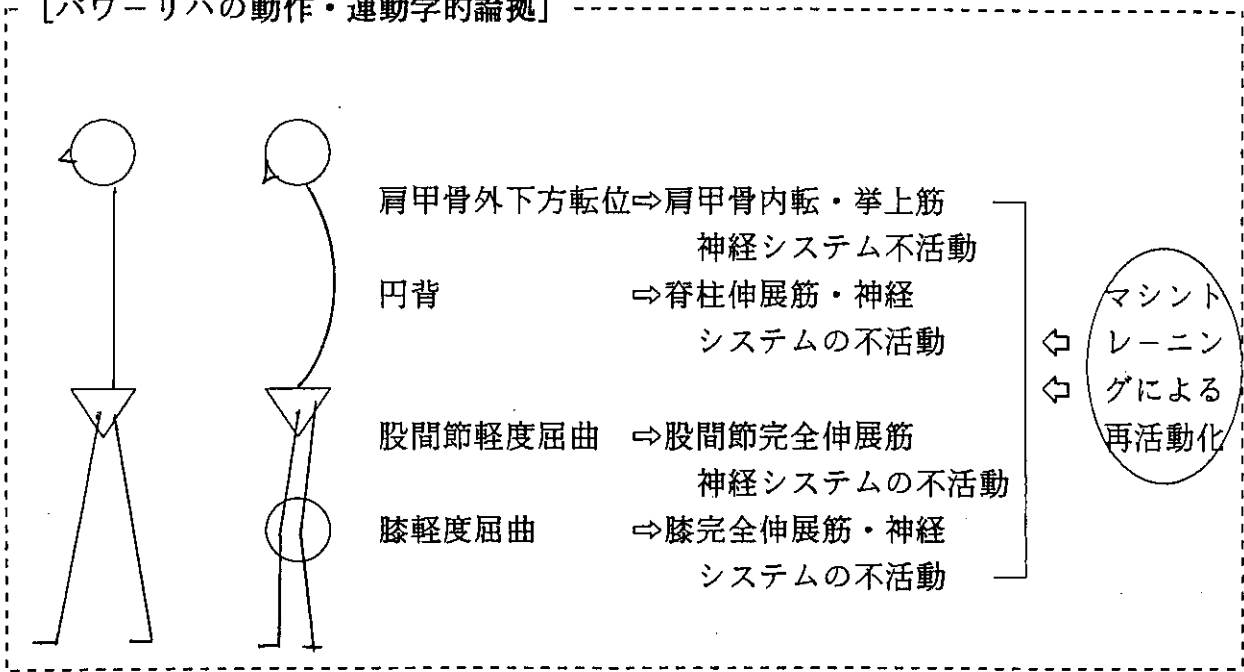 [パワーリハの動作・運動学的論拠]
肩甲骨外下方転位⇨肩甲骨内転・挙上筋
神経システム不活動
円背 ⇨脊柱伸展筋・神経
システムの不活動
股間節軽度屈曲 ⇨股間節完全伸展筋
神経システムの不活動
膝軽度屈曲 ⇨膝完全伸展筋・神経
システムの不活動
マシント
レーニン
グによる
再活動化